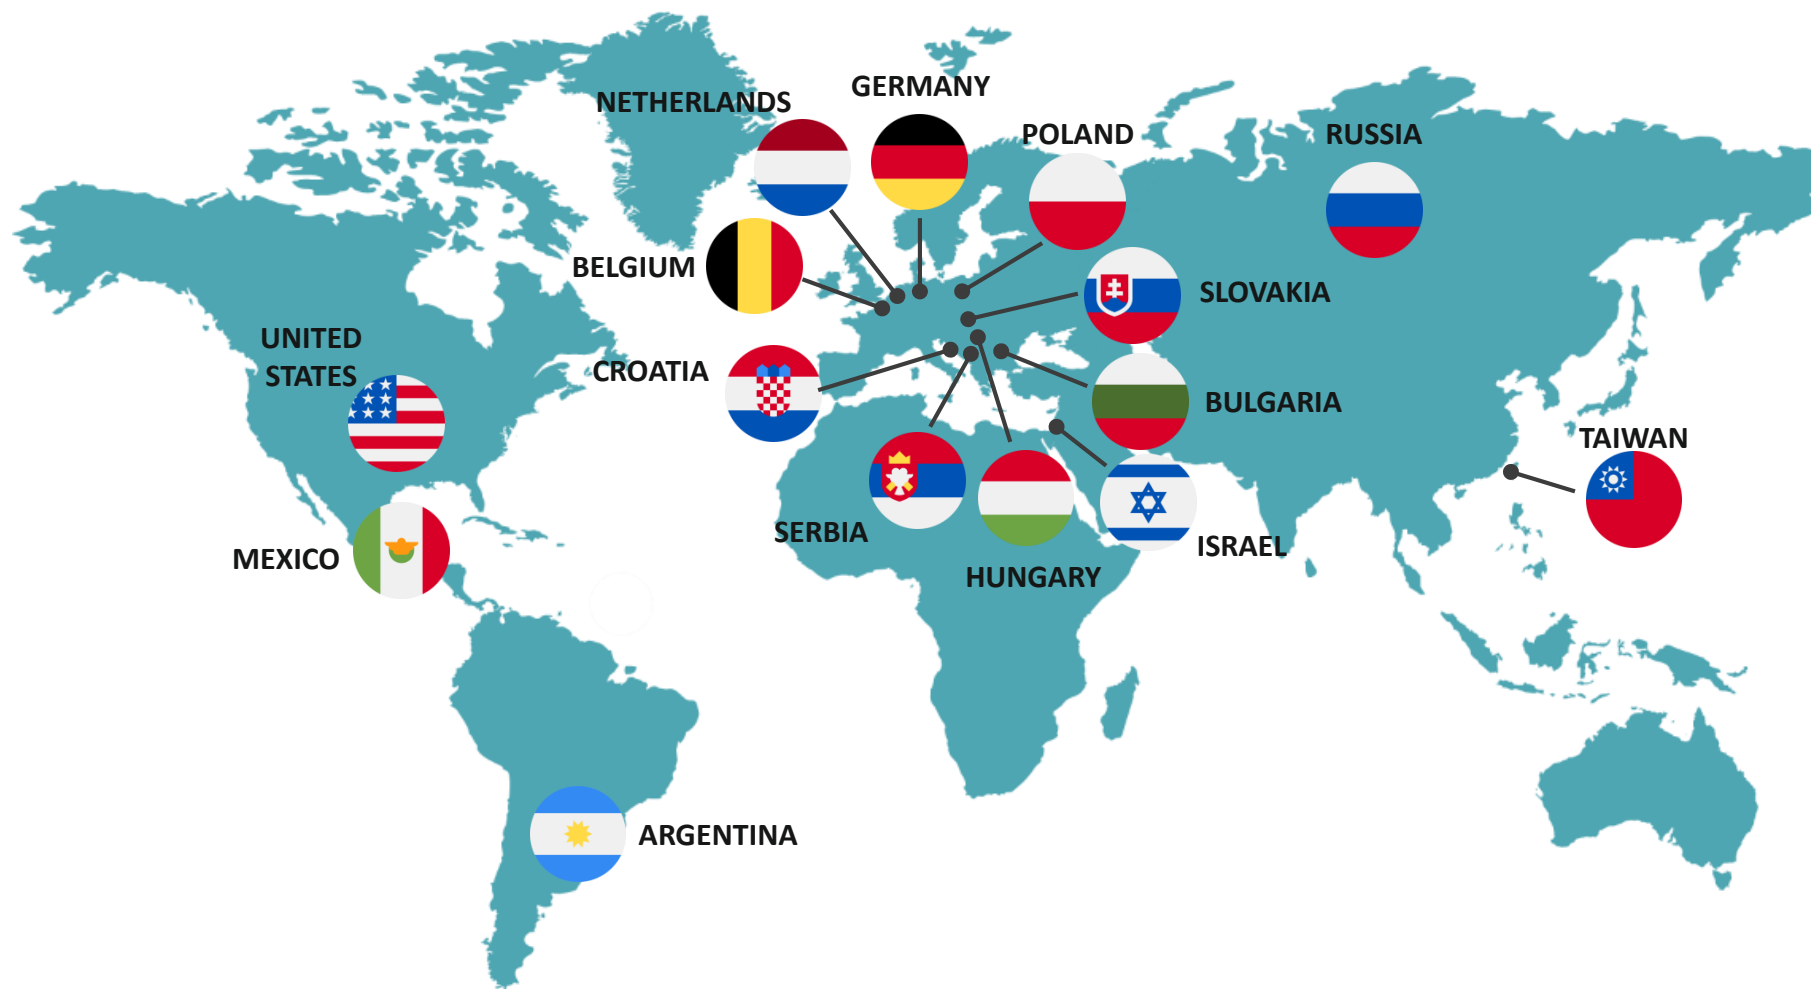 GERMANY
NETHERLANDS
POLAND
RUSSIA
BELGIUM
SLOVAKIA
UNITED
STATES
CROATIA
BULGARIA
TAIWAN
SERBIA
ISRAEL
MEXICO
HUNGARY
ARGENTINA